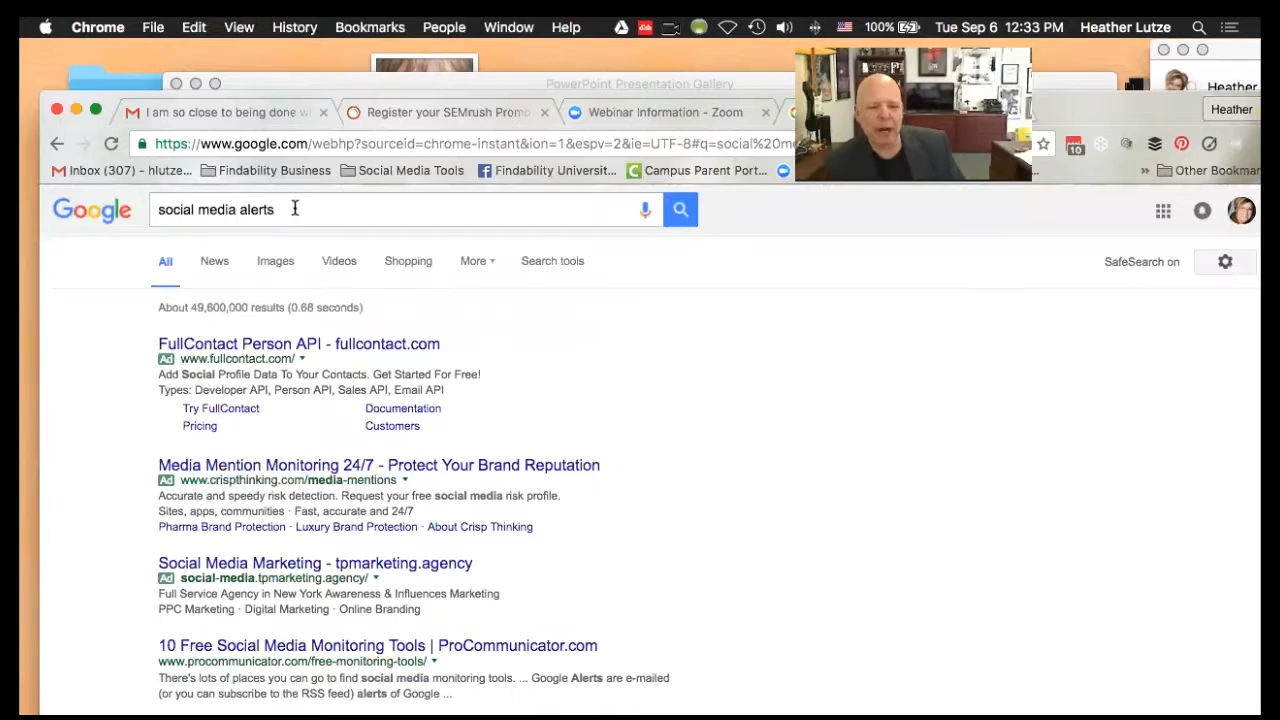 Chrome File Edit View History Bookmarks People Window Help 100% Tue Sep 6 12:33 PM Heather Lutze
PowerPoint Presentation Gallery
Heather
I am so close to being done w
Register your SEMrush Promo
Webinar Information - Zoom
Heather
https://www.google.com/webhp?sourceid=chrome-instant&ion=1&espv=2&ie=UTF-8#q=social%20me
10
Inbox (307) - hlutze... Findability Business Social Media Tools Findability Universit... Campus Parent Port... » Other Bookmar
Google social media alerts
All News Images Videos Shopping More Search tools SafeSearch on
About 49,600,000 results (0.68 seconds)
FullContact Person API - fullcontact.com
Ad www.fullcontact.com/
Add Social Profile Data To Your Contacts. Get Started For Free!
Types: Developer API, Person API, Sales API, Email API
Try FullContact Documentation
Pricing Customers
Media Mention Monitoring 24/7 - Protect Your Brand Reputation
Ad www.crispthinking.com/media-mentions
Accurate and speedy risk detection. Request your free social media risk profile.
Sites, apps, communities · Fast, accurate and 24/7
Pharma Brand Protection · Luxury Brand Protection · About Crisp Thinking
Social Media Marketing - tpmarketing.agency
Ad social-media.tpmarketing.agency/
Full Service Agency in New York Awareness & Influences Marketing
PPC Marketing · Digital Marketing · Online Branding
10 Free Social Media Monitoring Tools | ProCommunicator.com
www.procommunicator.com/free-monitoring-tools/
There's lots of places you can go to find social media monitoring tools. ... Google Alerts are e-mailed
(or you can subscribe to the RSS feed) alerts of Google ...